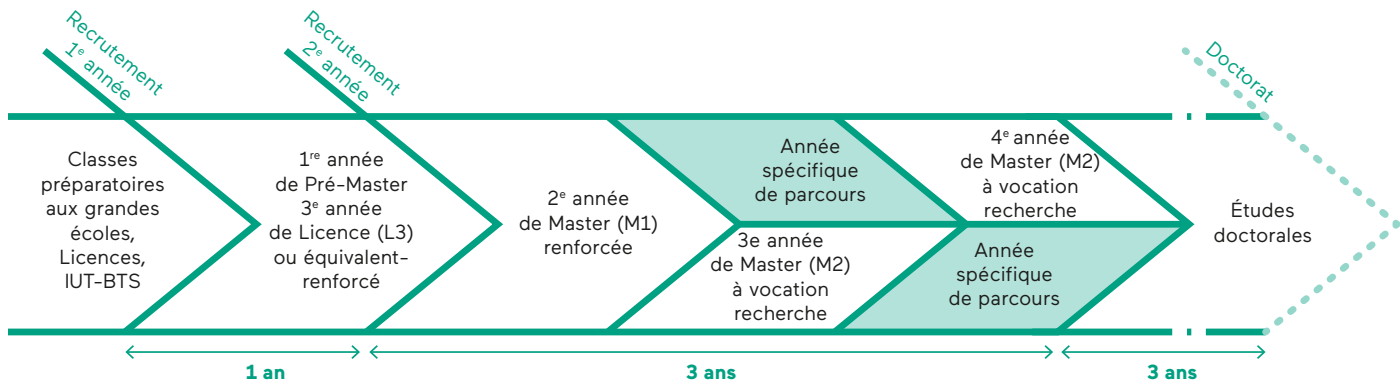 Recrutement
1e année
Recrutement
2e année
Doctorat
Classes
préparatoires
aux grandes
écoles,
Licences,
IUT-BTS
1re année
de Pré-Master
3e année
de Licence (L3)
ou équivalent-
renforcé
2e année
de Master (M1)
renforcée
Année
spécifique
de parcours
3e année
de Master (M2)
à vocation
recherche
4e année
de Master (M2)
à vocation
recherche
Année
spécifique
de parcours
Études
doctorales
1 an
3 ans
3 ans